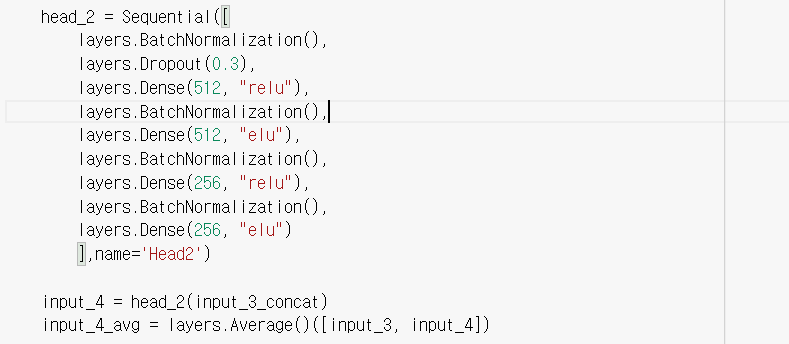 head_2 = Sequential([
    layers.BatchNormalization(),
    layers.Dropout(0.3),
    layers.Dense(512, "relu"),
    layers.BatchNormalization(),
    layers.Dense(512, "elu"),
    layers.BatchNormalization(),
    layers.Dense(256, "relu"),
    layers.BatchNormalization(),
    layers.Dense(256, "elu")
    ],name='Head2')

input_4 = head_2(input_3_concat)
input_4_avg = layers.Average()([input_3, input_4])